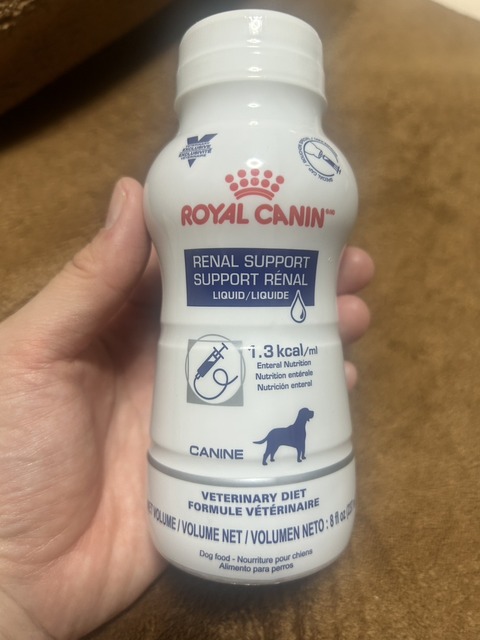 EXCLUSIVE
ROYAL CANIN
RENAL SUPPORT
SUPPORT RÉNAL
LIQUID/LIQUIDE
1.3 kcal/ml
Enteral Nutrition
Nutrition entérale
Nutrición enteral
CANINE
VETERINARY DIET
FORMULE VÉTÉRINAIRE
VOLUME / VOLUME NET / VOLUMEN NETO : 8 fl oz
Dog food - Nourriture pour chiens
Alimento para perros